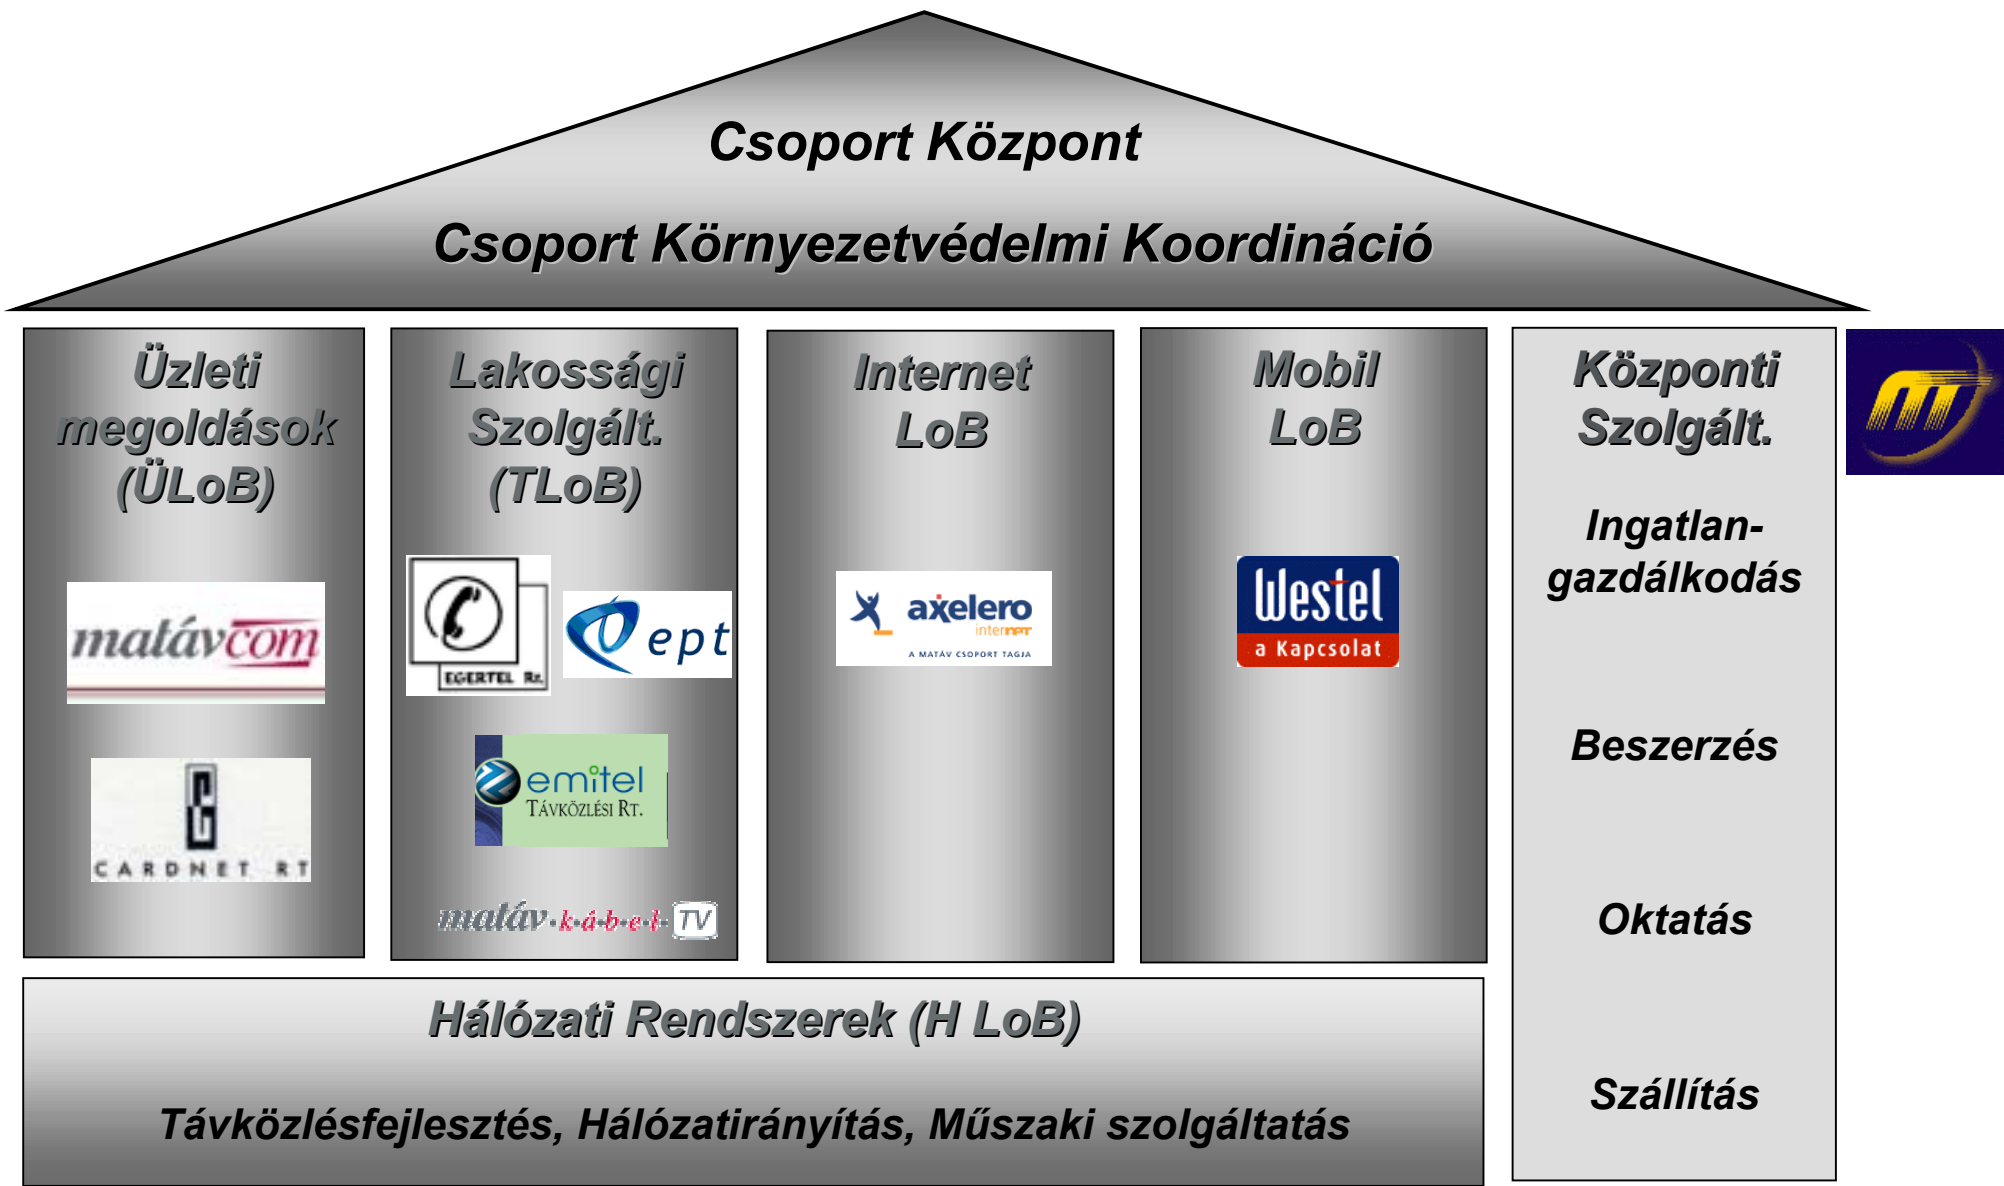 Csoport Központ
Csoport Környezetvédelmi Koordináció
Üzleti
megoldások
(ÜLoB)
matávcom
CARDNET RT
Lakossági
Szolgált.
(TLoB)
EGERTEL Rt.
ept
emitel
TÁVKÖZLÉSI RT.
matáv·k·á·b·e·l·TV
Internet
LoB
axelero
internet
A MATÁV CSOPORT TAGJA
Mobil
LoB
Westel
a Kapcsolat
Központi
Szolgált.
Ingatlan-
gazdálkodás
Beszerzés
Oktatás
Szállítás
Hálózati Rendszerek (H LoB)
Távközlésfejlesztés, Hálózatirányítás, Műszaki szolgáltatás